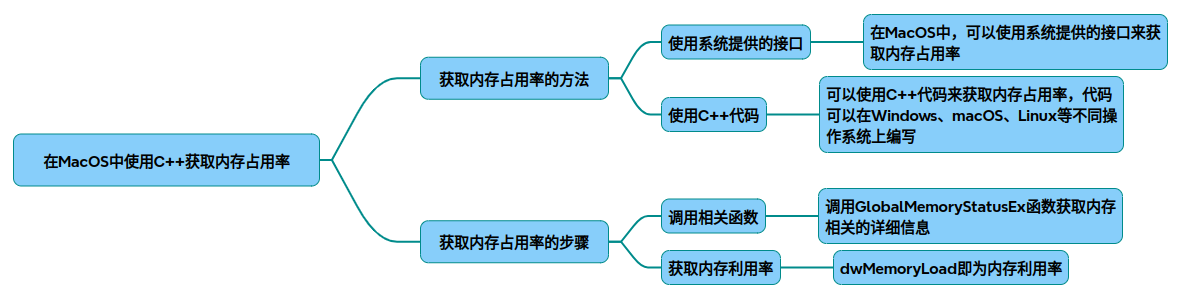 在MacOS中使用C++获取内存占用率
获取内存占用率的方法
使用系统提供的接口
在MacOS中，可以使用系统提供的接口来获
取内存占用率
使用C++代码
可以使用C++代码来获取内存占用率，代码
可以在Windows、macOS、Linux等不同操
作系统上编写
获取内存占用率的步骤
调用相关函数
调用GlobalMemoryStatusEx函数获取内存
相关的详细信息
获取内存利用率
dwMemoryLoad即为内存利用率